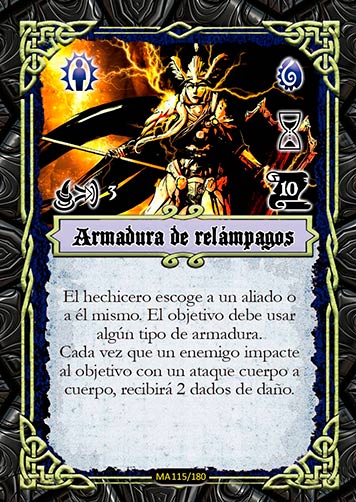 3
10
Armadura de relámpagos
El hechicero escoge a un aliado o
a él mismo. El objetivo debe usar
algún tipo de armadura.
Cada vez que un enemigo impacte
al objetivo con un ataque cuerpo a
cuerpo, recibirá 2 dados de daño.
MA115/180